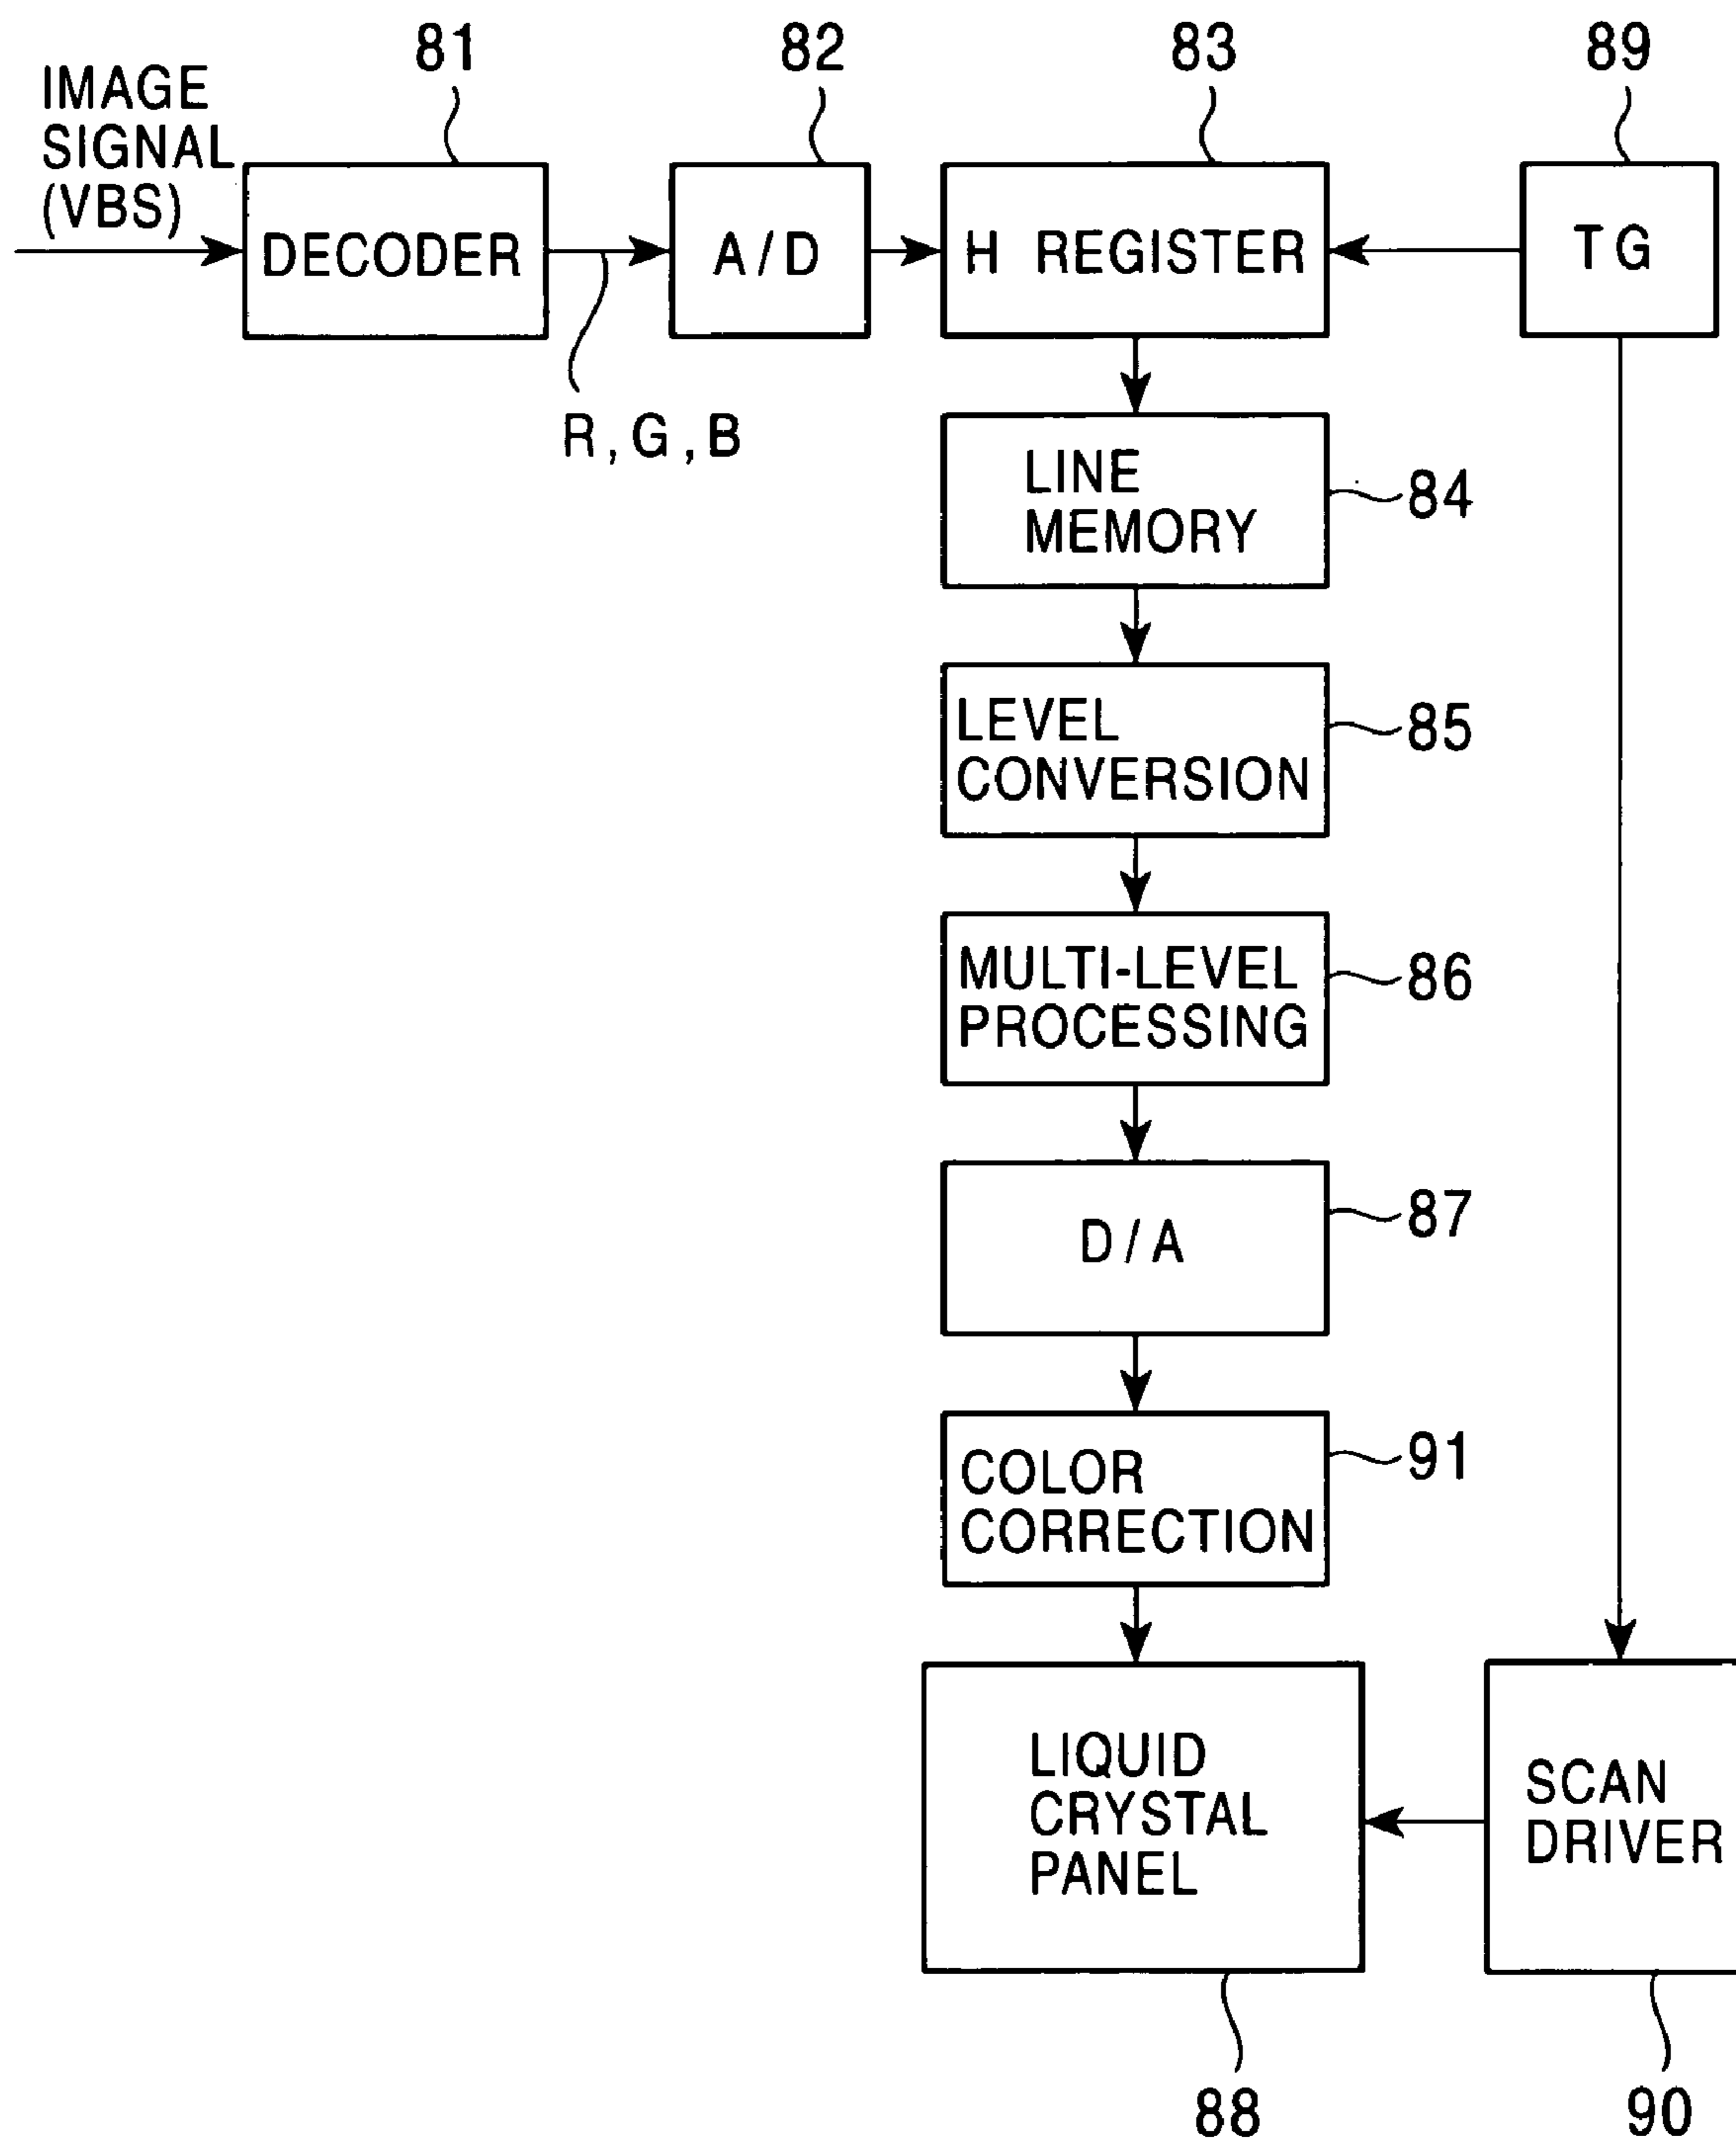 81
82
83
89
IMAGE
SIGNAL
(VBS)
DECODER
A/D
H REGISTER
TG
R, G, B
LINE
MEMORY
84
LEVEL
CONVERSION
85
MULTI-LEVEL
PROCESSING
86
D/A
87
COLOR
CORRECTION
91
LIQUID
CRYSTAL
PANEL
SCAN
DRIVER
88
90